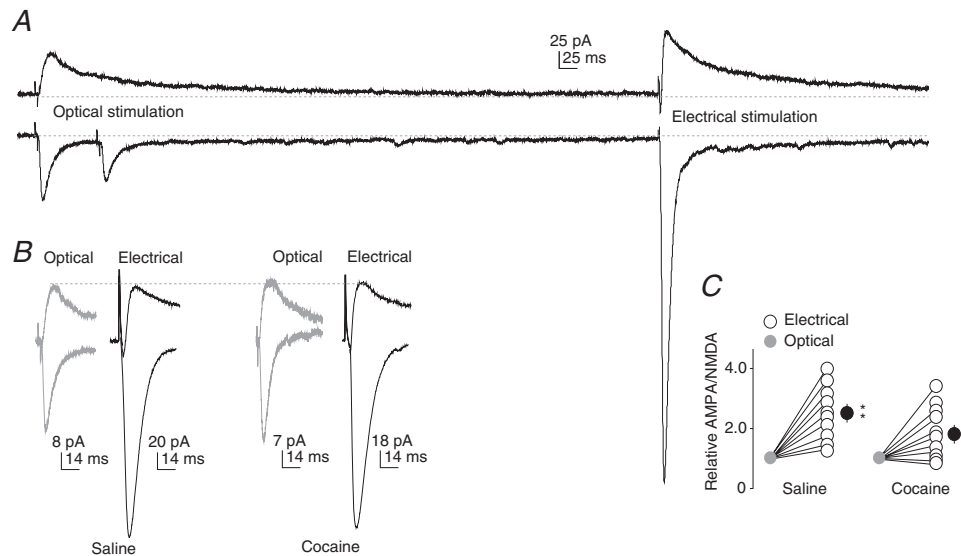 A
25 pA
25 ms
Optical stimulation
Electrical stimulation
B
Optical
Electrical
Optical
Electrical
8 pA
14 ms
20 pA
14 ms
7 pA
14 ms
18 pA
14 ms
Saline
Cocaine
C
Electrical
Optical
Relative AMPA/NMDA
4.0
2.0
0
**
Saline
Cocaine